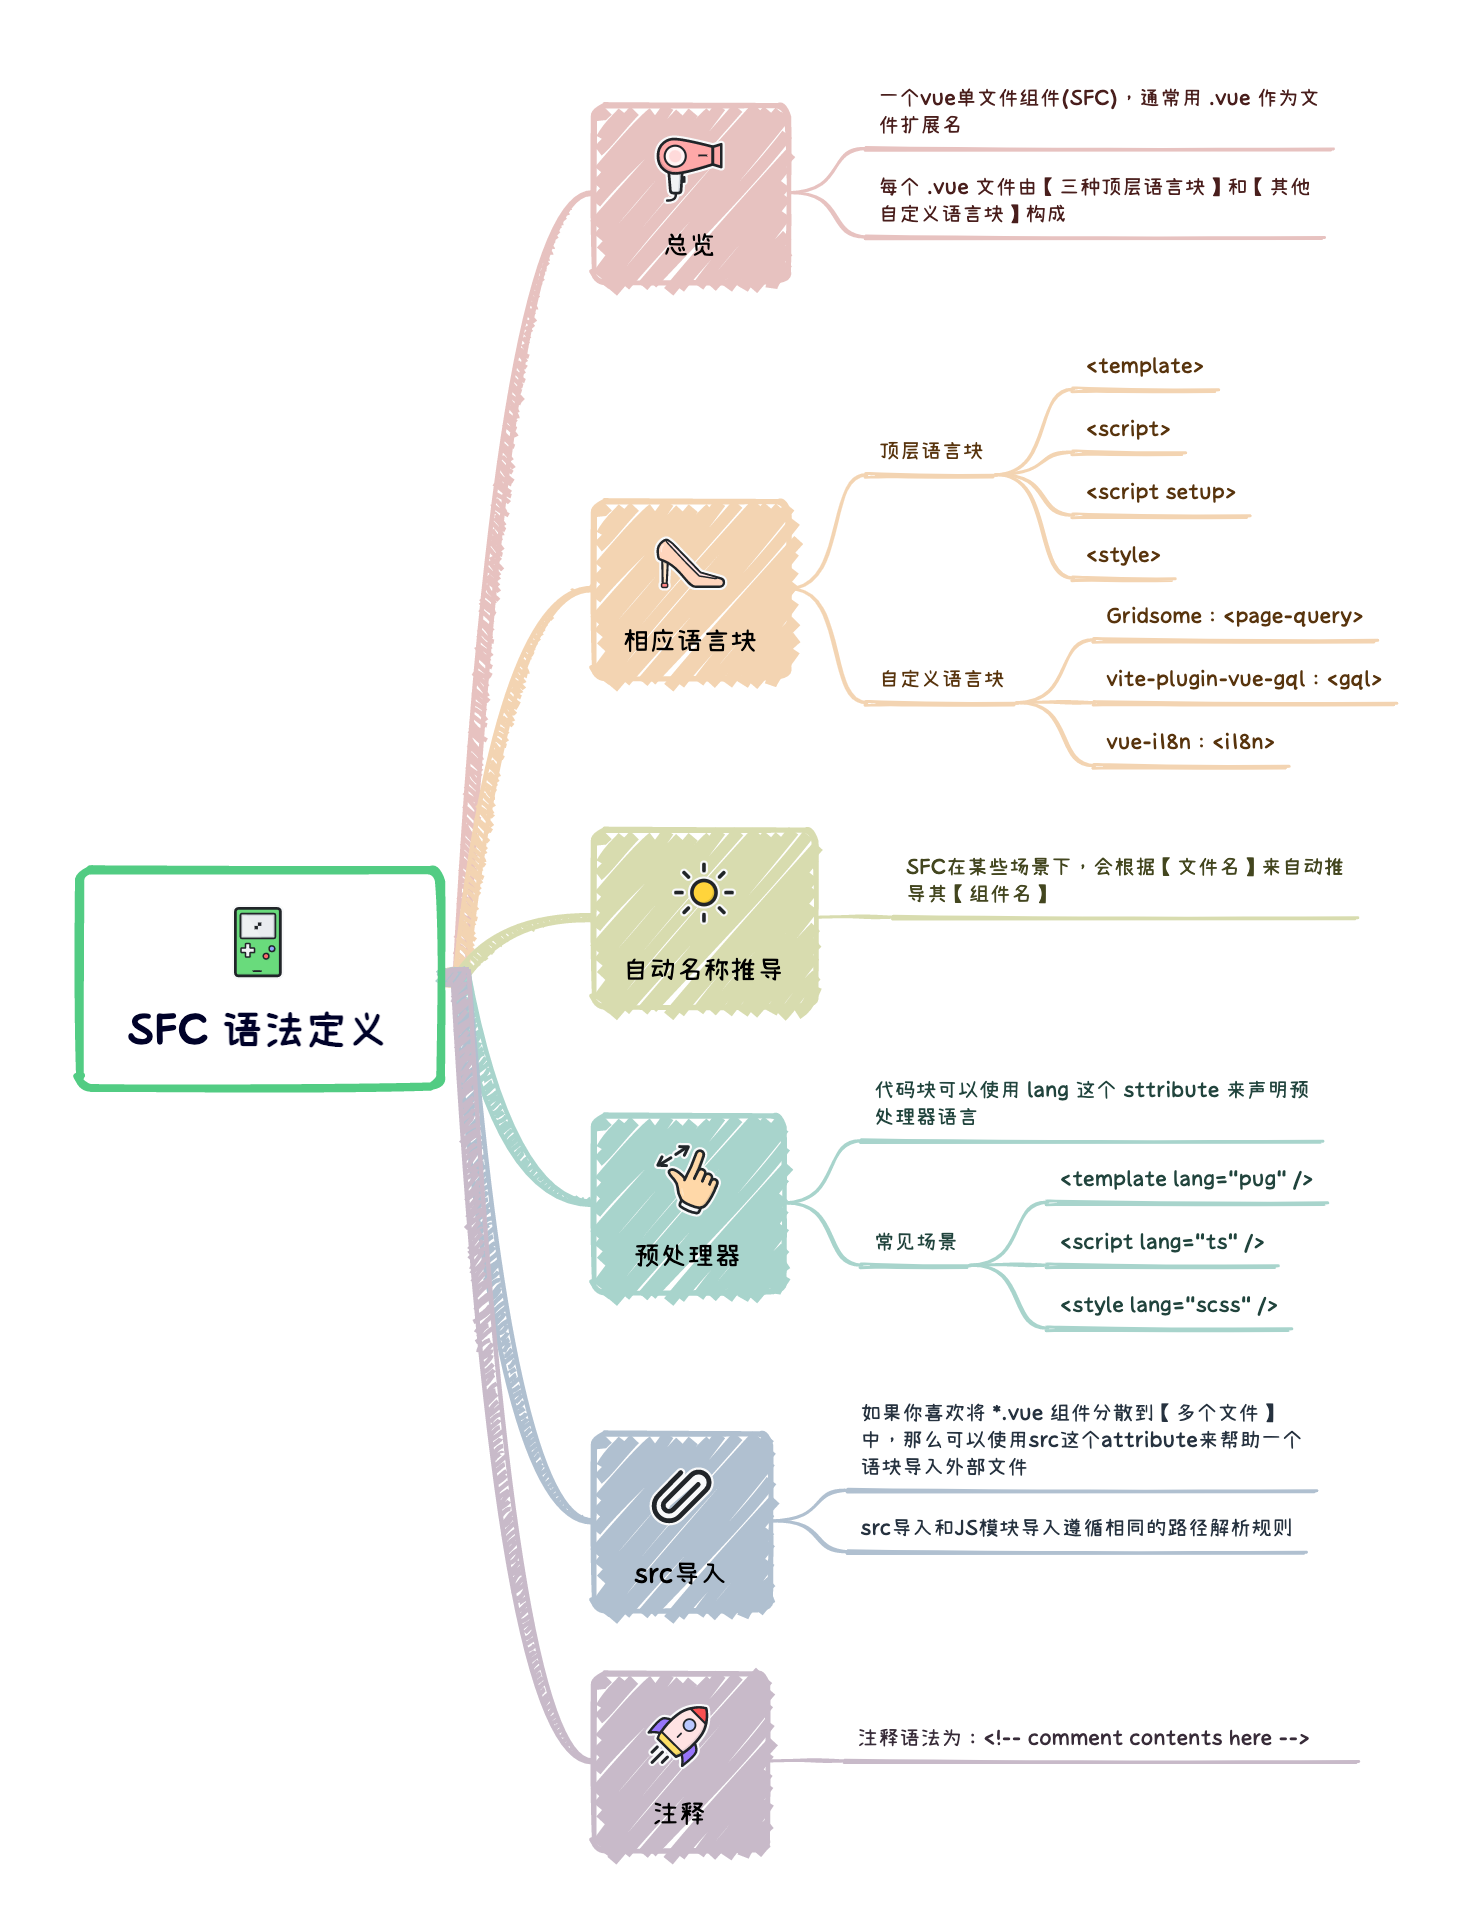 SFC 语法定义
总览
一个vue单文件组件(SFC)，通常用 .vue 作为文
件扩展名
每个 .vue 文件由【三种顶层语言块】和【其他
自定义语言块】构成
相应语言块
顶层语言块
<template>
<script>
<script setup>
<style>
自定义语言块
Gridsome：<page-query>
vite-plugin-vue-gql：<gql>
vue-i18n：<i18n>
自动名称推导
SFC在某些场景下，会根据【文件名】来自动推
导其【组件名】
预处理器
代码块可以使用 lang 这个 sttribute 来声明预
处理器语言
常见场景
<template lang="pug" />
<script lang="ts" />
<style lang="scss" />
src导入
如果你喜欢将 *.vue 组件分散到【多个文件】
中，那么可以使用src这个attribute来帮助一个
语块导入外部文件
src导入和JS模块导入遵循相同的路径解析规则
注释
注释语法为：<!-- comment contents here -->